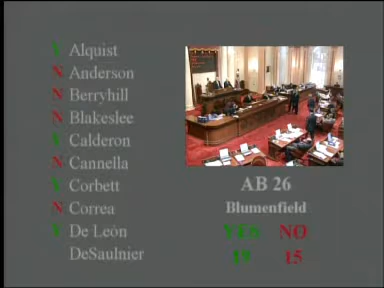 Y Alquist
N Anderson
N Berryhill
N Blakeslee
Y Calderon
N Cannella
Y Corbett
N Correa
Y De León
DeSaulnier
AB 26
Blumenfield
YES NO
19 15